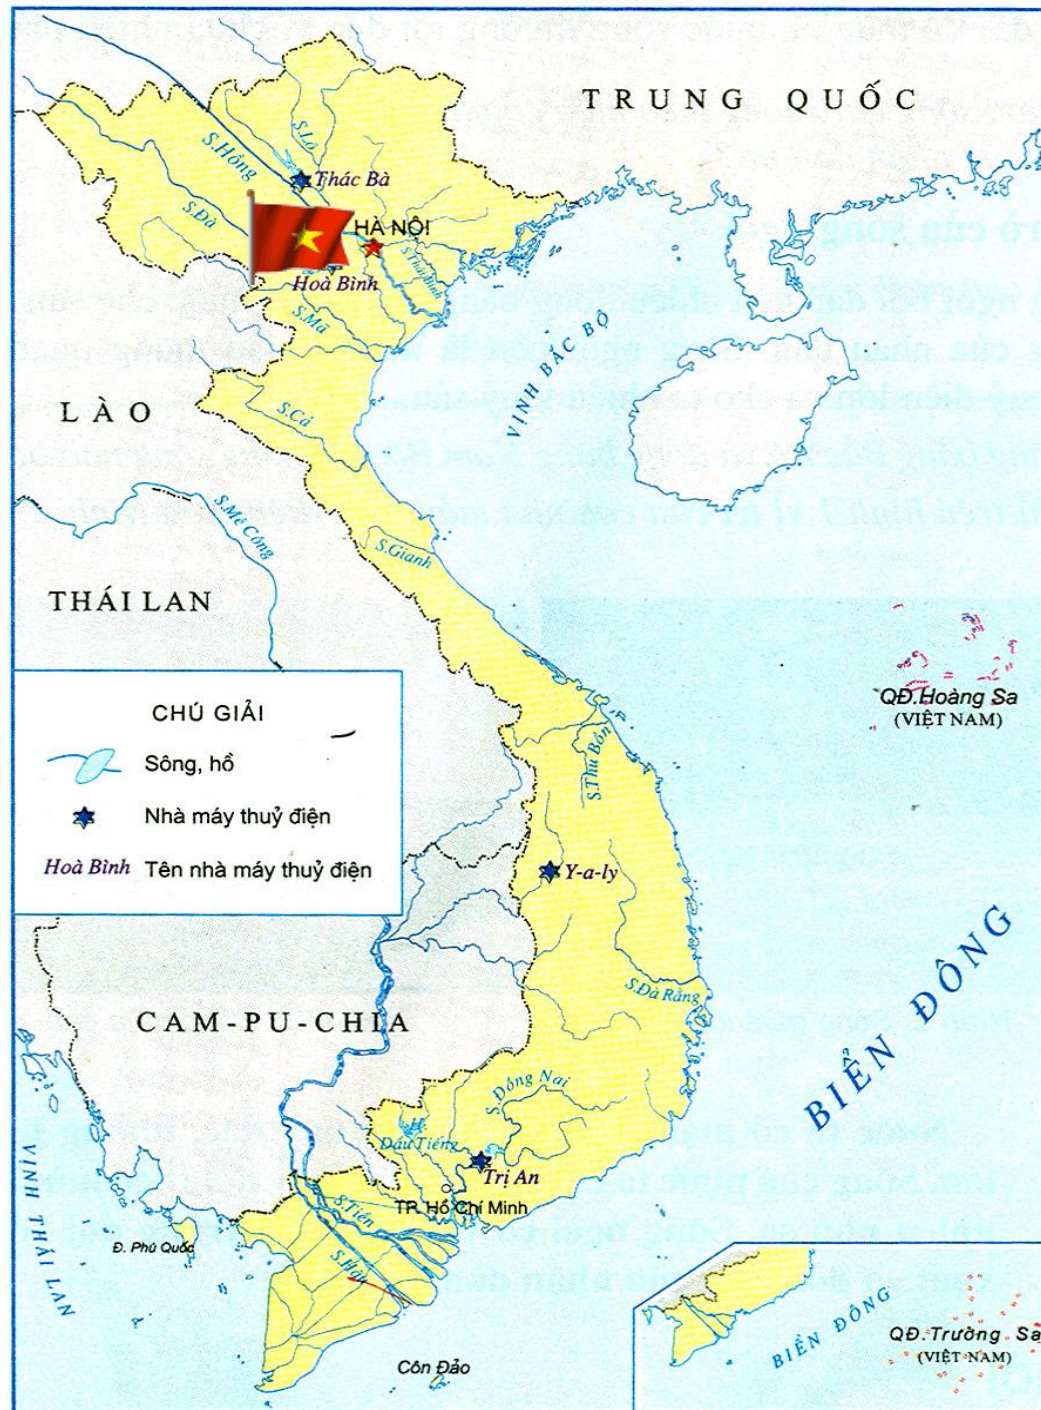 TRUNG QUỐC
S.Lô
S.Hồng
Thác Bà
S.Đà
HÀ NỘI
S.Thái Bình
Hoà Bình
S.Mã
VỊNH BẮC BỘ
LÀO
S.Cả
S.Mê Công
S.Gianh
THÁI LAN
QĐ.Hoàng Sa
(VIỆT NAM)
CHÚ GIẢI
Sông, hồ
Nhà máy thuỷ điện
Hoà Bình Tên nhà máy thuỷ điện
S.Thu Bồn
Y-a-ly
S.Đà Rằng
BIỂN ĐÔNG
CAM-PU-CHIA
S.Đồng Nai
H.
Dầu Tiếng
Trị An
TP. Hồ Chí Minh
S.Tiền
S.Hậu
Đ. Phú Quốc
VỊNH THÁI LAN
Côn Đảo
BIỂN ĐÔNG
QĐ.Trường Sa
(VIỆT NAM)